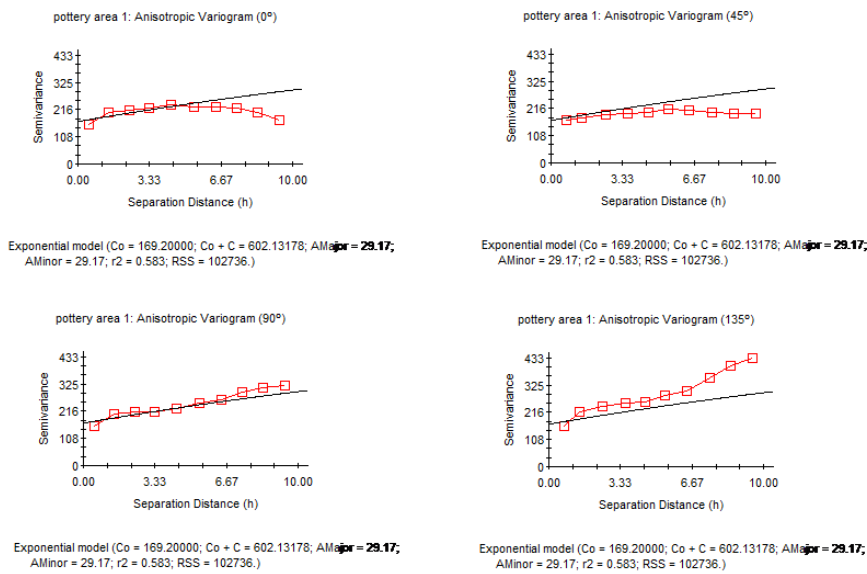 pottery area 1: Anisotropic Variogram (0º)
433
325
216
108
0
Semivariance
0.00 3.33 6.67 10.00
Separation Distance (h)
Exponential model (Co = 169.20000; Co + C = 602.13178; AMajor = 29.17;
AMinor = 29.17; r2 = 0.583; RSS = 102736.)
pottery area 1: Anisotropic Variogram (45º)
433
325
216
108
0
Semivariance
0.00 3.33 6.67 10.00
Separation Distance (h)
Exponential model (Co = 169.20000; Co + C = 602.13178; AMajor = 29.17;
AMinor = 29.17; r2 = 0.583; RSS = 102736.)
pottery area 1: Anisotropic Variogram (90º)
433
325
216
108
0
Semivariance
0.00 3.33 6.67 10.00
Separation Distance (h)
Exponential model (Co = 169.20000; Co + C = 602.13178; AMajor = 29.17;
AMinor = 29.17; r2 = 0.583; RSS = 102736.)
pottery area 1: Anisotropic Variogram (135º)
433
325
216
108
0
Semivariance
0.00 3.33 6.67 10.00
Separation Distance (h)
Exponential model (Co = 169.20000; Co + C = 602.13178; AMajor = 29.17;
AMinor = 29.17; r2 = 0.583; RSS = 102736.)